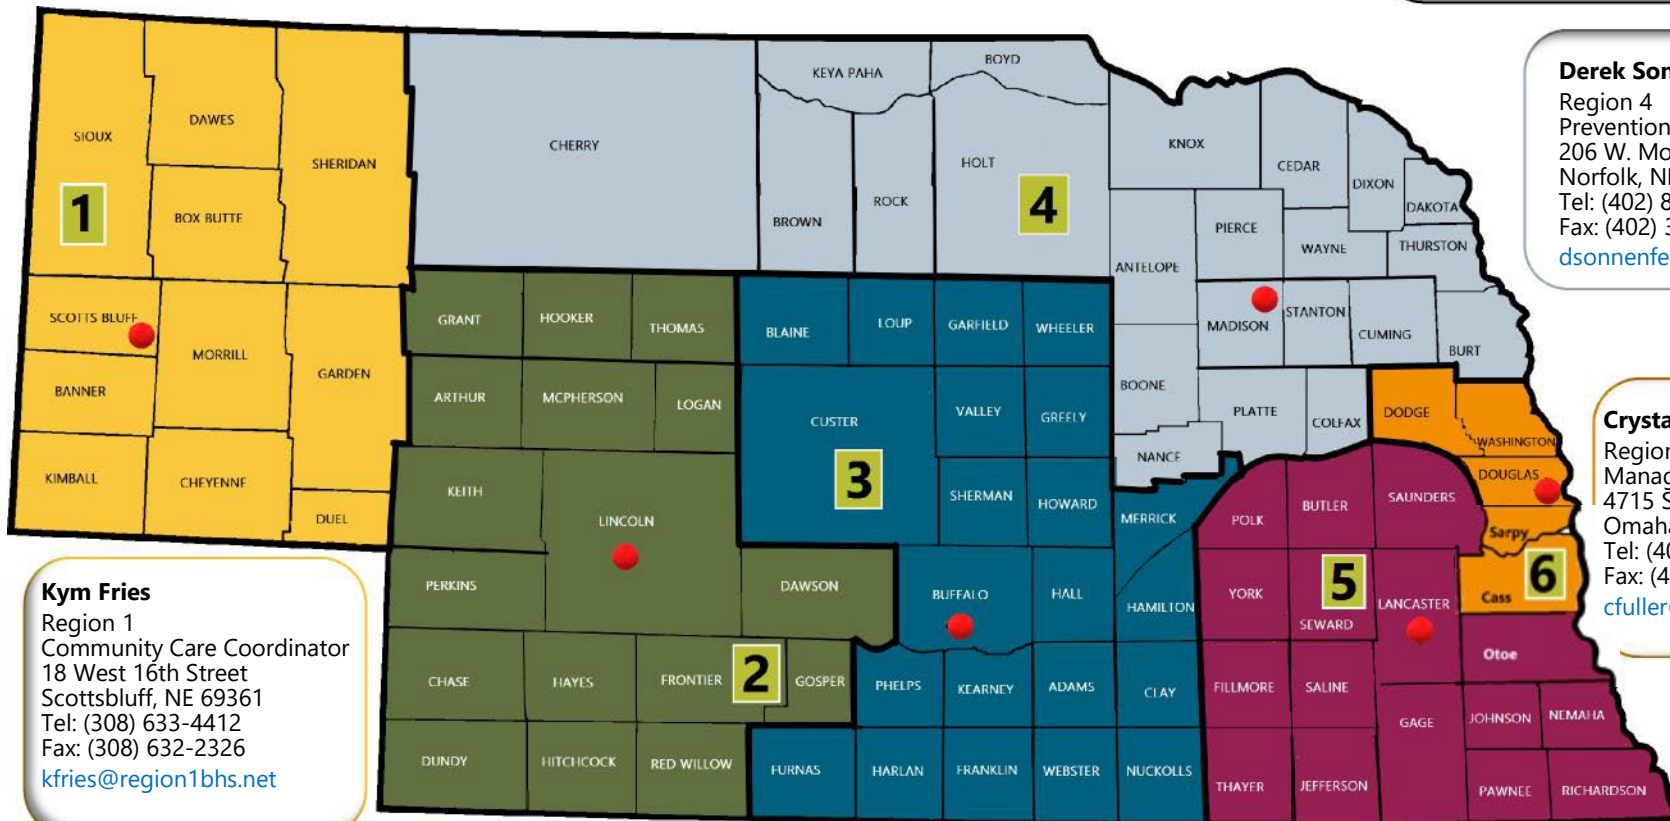 BOYD
KEYA PAHA
SIOUX
DAWES
SHERIDAN
CHERRY
HOLT
KNOX
CEDAR
DIXON
DAKOTA
1
BOX BUTTE
BROWN
ROCK
4
PIERCE
WAYNE
THURSTON
ANTELOPE
SCOTTS BLUFF
MORRILL
GARDEN
BANNER
KIMBALL
CHEYENNE
DUEL
GRANT
HOOKER
THOMAS
BLAINE
LOUP
GARFIELD
WHEELER
MADISON
STANTON
CUMING
BURT
ARTHUR
MCPHERSON
LOGAN
CUSTER
VALLEY
GREELY
BOONE
PLATTE
COLFAX
DODGE
WASHINGTON
NANCE
3
KEITH
LINCOLN
SHERMAN
HOWARD
MERRICK
POLK
BUTLER
SAUNDERS
DOUGLAS
Sarpy
PERKINS
DAWSON
BUFFALO
HALL
HAMILTON
YORK
5
SEWARD
LANCASTER
Cass
6
CHASE
HAYES
FRONTIER
2
GOSPER
PHELPS
KEARNEY
ADAMS
CLAY
FILLMORE
SALINE
GAGE
Otoe
JOHNSON
NEMAHA
DUNDY
HITCHCOCK
RED WILLOW
FURNAS
HARLAN
FRANKLIN
WEBSTER
NUCKOLLS
THAYER
JEFFERSON
PAWNEE
RICHARDSON
Kym Fries
Region 1
Community Care Coordinator
18 West 16th Street
Scottsbluff, NE 69361
Tel: (308) 633-4412
Fax: (308) 632-2326
kfries@region1bhs.net
Derek Son
Region 4
Prevention
206 W. Mo
Norfolk, N
Tel: (402) 8
Fax: (402) 3
dsonnenfe
Crysta
Region
Manag
4715 S
Omaha
Tel: (40
Fax: (4
cfuller